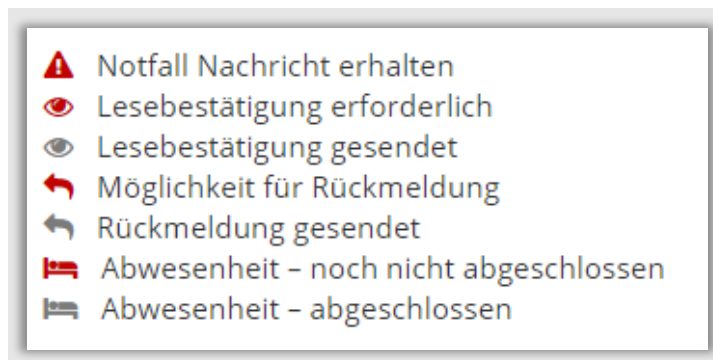 Notfall Nachricht erhalten
Lesebestätigung erforderlich
Lesebestätigung gesendet
Möglichkeit für Rückmeldung
Rückmeldung gesendet
Abwesenheit – noch nicht abgeschlossen
Abwesenheit – abgeschlossen